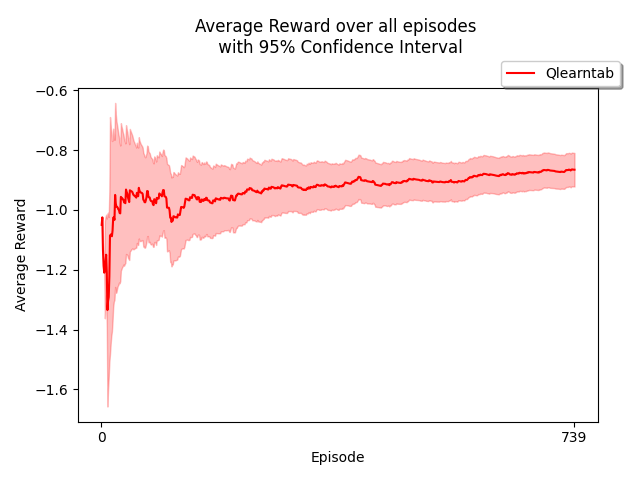 Average Reward over all episodes
with 95% Confidence Interval
Qlearntab
−0.6
−0.8
−1.0
−1.2
−1.4
−1.6
Average Reward
0
739
Episode